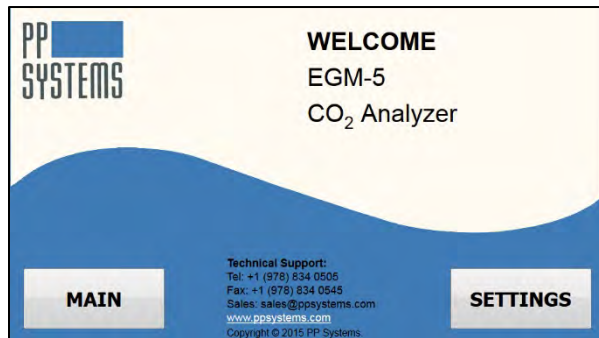 PP
SYSTEMS
WELCOME
EGM-5
CO₂ Analyzer
Technical Support:
Tel: +1 (978) 834 0505
Fax: +1 (978) 834 0545
Sales: sales@ppsystems.com
www.ppsystems.com
Copyright © 2015 PP Systems
MAIN
SETTINGS